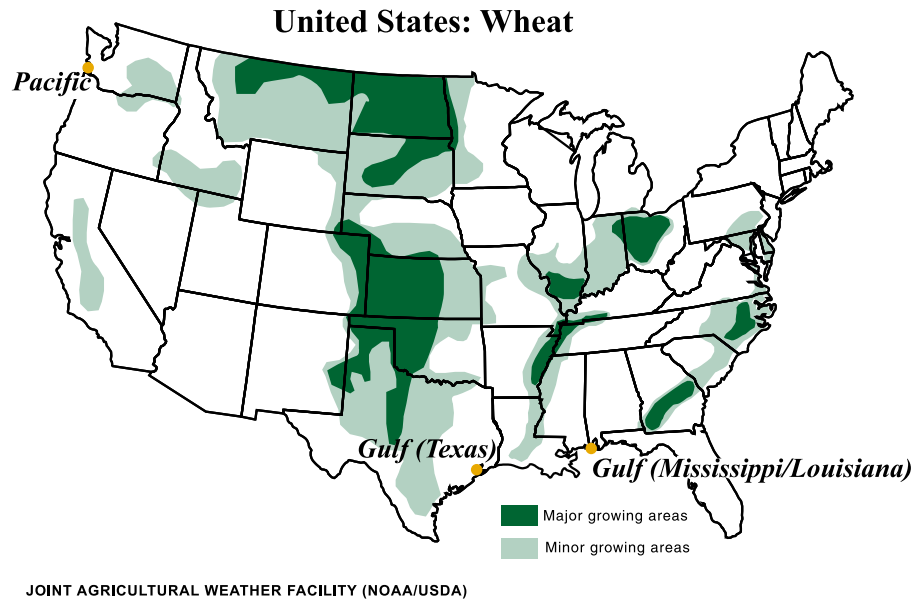 United States: Wheat
Pacific
Gulf (Texas)
Gulf (Mississippi/Louisiana)
Major growing areas
Minor growing areas
JOINT AGRICULTURAL WEATHER FACILITY (NOAA/USDA)